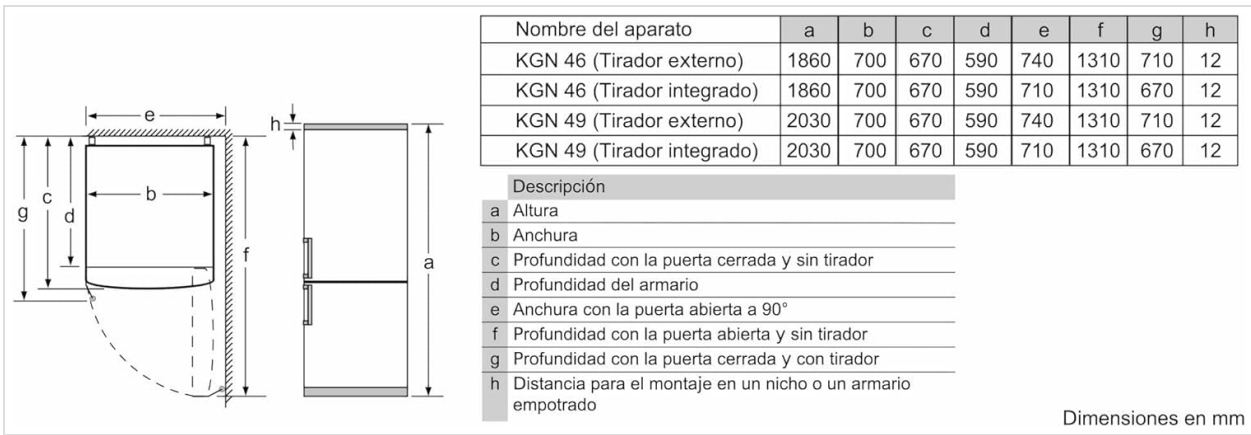 Nombre del aparato a b c d e f g h
KGN 46 (Tirador externo) 1860 700 670 590 740 1310 710 12
KGN 46 (Tirador integrado) 1860 700 670 590 710 1310 670 12
KGN 49 (Tirador externo) 2030 700 670 590 740 1310 710 12
KGN 49 (Tirador integrado) 2030 700 670 590 710 1310 670 12
e
h
b
c
g
d
f
a
Descripción
a Altura
b Anchura
c Profundidad con la puerta cerrada y sin tirador
d Profundidad del armario
e Anchura con la puerta abierta a 90°
f Profundidad con la puerta abierta y sin tirador
g Profundidad con la puerta cerrada y con tirador
h Distancia para el montaje en un nicho o un armario
empotrado
Dimensiones en mm